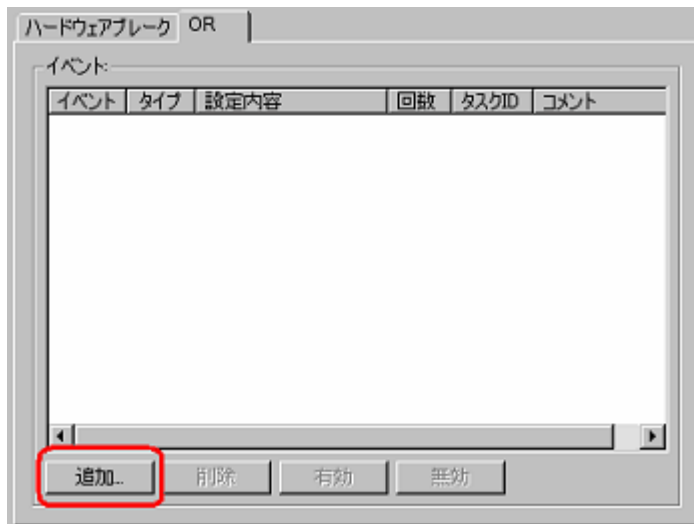 ハードウェアブレーク OR
イベント:
イベント タイプ 設定内容 回数 タスクID コメント
追加... 削除 有効 無効